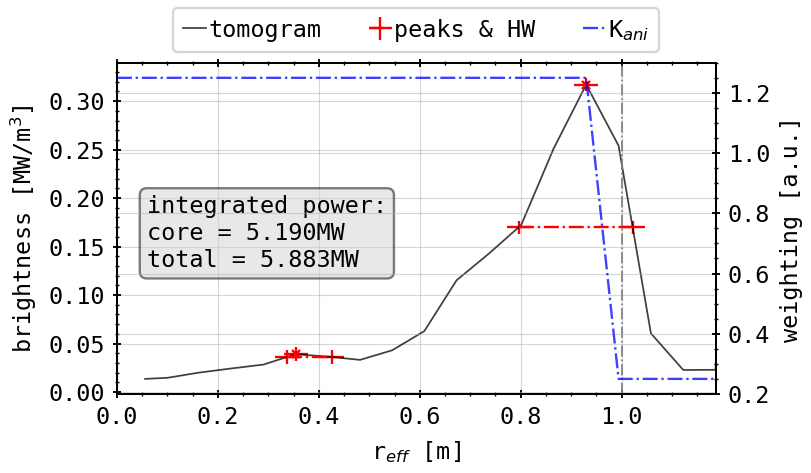 tomogram peaks & HW K_ani
brightness [MW/m³]
0.30
0.25
0.20
0.15
0.10
0.05
0.00
integrated power:
core = 5.190MW
total = 5.883MW
1.2
1.0
0.8
0.6
0.4
0.2
weighting [a.u.]
0.0 0.2 0.4 0.6 0.8 1.0
r_eff [m]